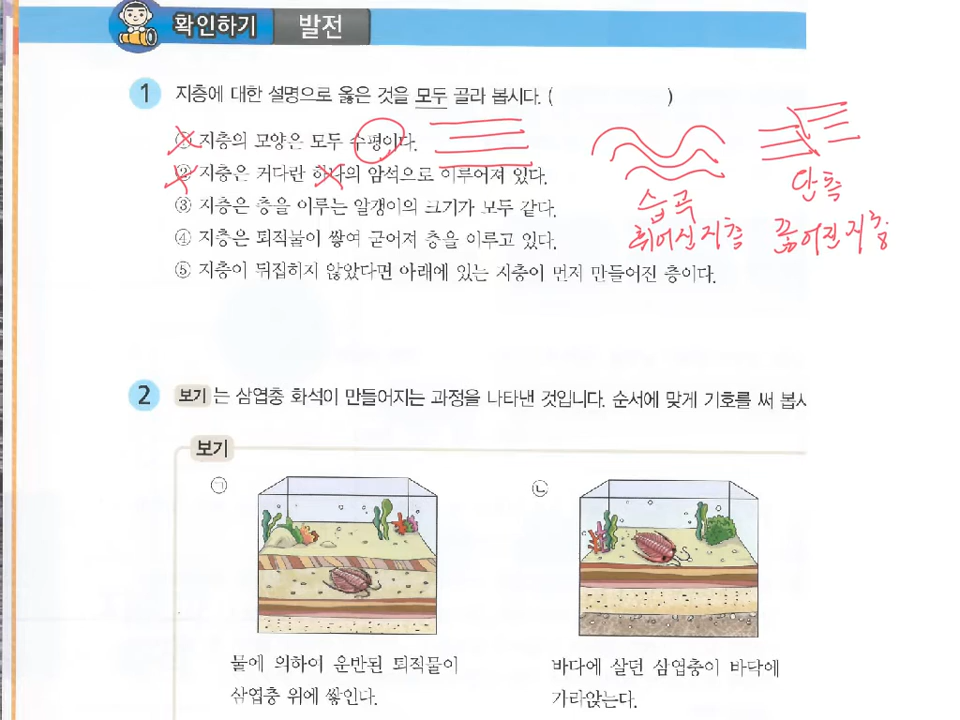 확인하기 발전
1 지층에 대한 설명으로 옳은 것을 모두 골라 봅시다. ( )
① 지층의 모양은 모두 수평이다.
② 지층은 커다란 하나의 암석으로 이루어져 있다.
③ 지층은 층을 이루는 알갱이의 크기가 모두 같다.
④ 지층은 퇴적물이 쌓여 굳어져 층을 이루고 있다.
⑤ 지층이 뒤집히지 않았다면 아래에 있는 지층이 먼저 만들어진 층이다.
습곡
휘어진 지층
단층
끊어진 지층
2 보기 는 삼엽충 화석이 만들어지는 과정을 나타낸 것입니다. 순서에 맞게 기호를 써 봅시
보기
㉠
물에 의하여 운반된 퇴적물이
삼엽충 위에 쌓인다.
㉡
바다에 살던 삼엽충이 바닥에
가라앉는다.